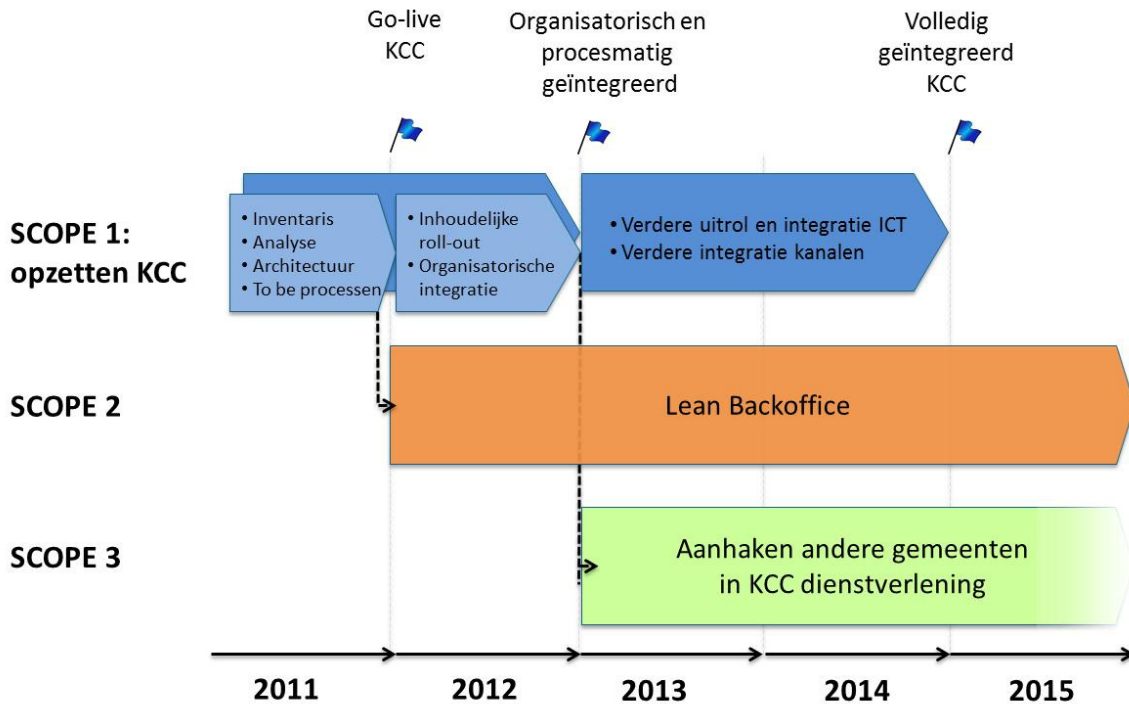 Go-live
KCC
Organisatorisch en
procesmatig
geïntegreerd
Volledig
geïntegreerd
KCC
SCOPE 1:
opzetten KCC
• Inventaris
• Analyse
• Architectuur
• To be processen
• Inhoudelijke
roll-out
• Organisatorische
integratie
• Verdere uitrol en integratie ICT
• Verdere integratie kanalen
SCOPE 2
Lean Backoffice
SCOPE 3
Aanhaken andere gemeenten
in KCC dienstverlening
2011
2012
2013
2014
2015